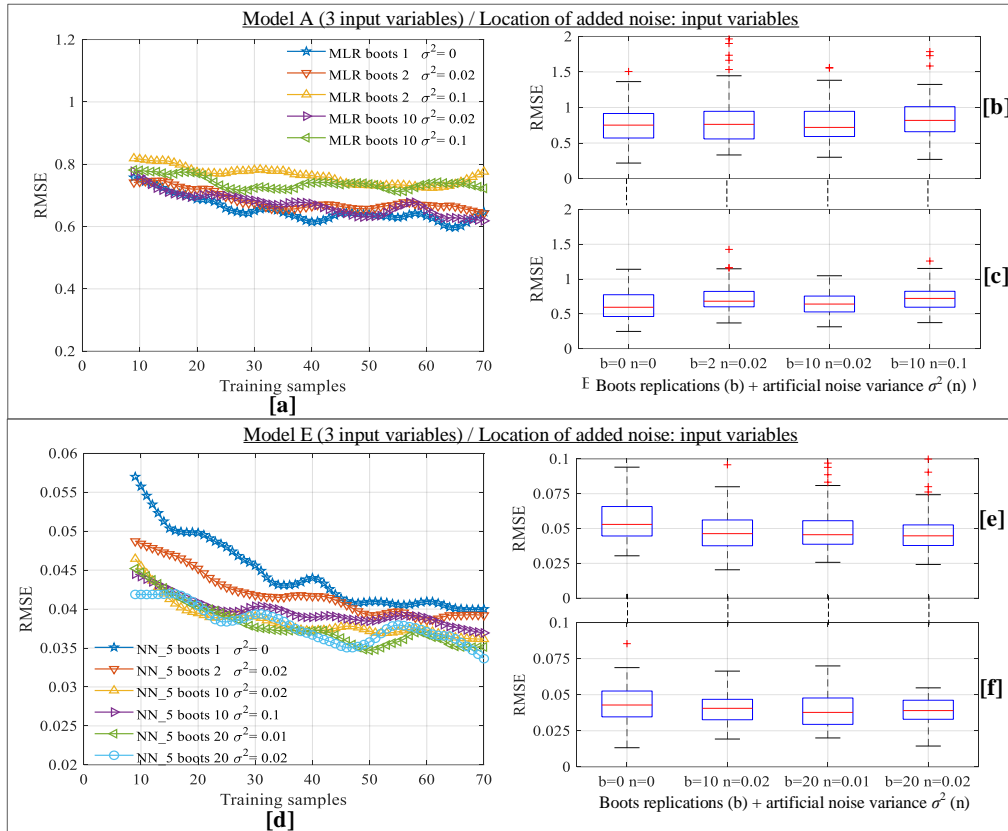 Model A (3 input variables) / Location of added noise: input variables
1.2
1
0.8
0.6
0.4
0.2
RMSE
MLR boots 1 σ²= 0
MLR boots 2 σ²= 0.02
MLR boots 2 σ²= 0.1
MLR boots 10 σ²= 0.02
MLR boots 10 σ²= 0.1
0 10 20 30 40 50 60 70
Training samples
[a]
2
1.5
1
0.5
0
RMSE
[b]
2
1.5
1
0.5
0
RMSE
[c]
b=0 n=0 b=2 n=0.02 b=10 n=0.02 b=10 n=0.1
E Boots replications (b) + artificial noise variance σ² (n) )
Model E (3 input variables) / Location of added noise: input variables
0.06
0.055
0.05
0.045
0.04
0.035
0.03
0.025
0.02
RMSE
NN_5 boots 1 σ²= 0
NN_5 boots 2 σ²= 0.02
NN_5 boots 10 σ²= 0.02
NN_5 boots 10 σ²= 0.1
NN_5 boots 20 σ²= 0.01
NN_5 boots 20 σ²= 0.02
0 10 20 30 40 50 60 70
Training samples
[d]
0.1
0.075
0.05
0.025
0
RMSE
[e]
0.1
0.075
0.05
0.025
0
RMSE
[f]
b=0 n=0 b=10 n=0.02 b=20 n=0.01 b=20 n=0.02
Boots replications (b) + artificial noise variance σ² (n)